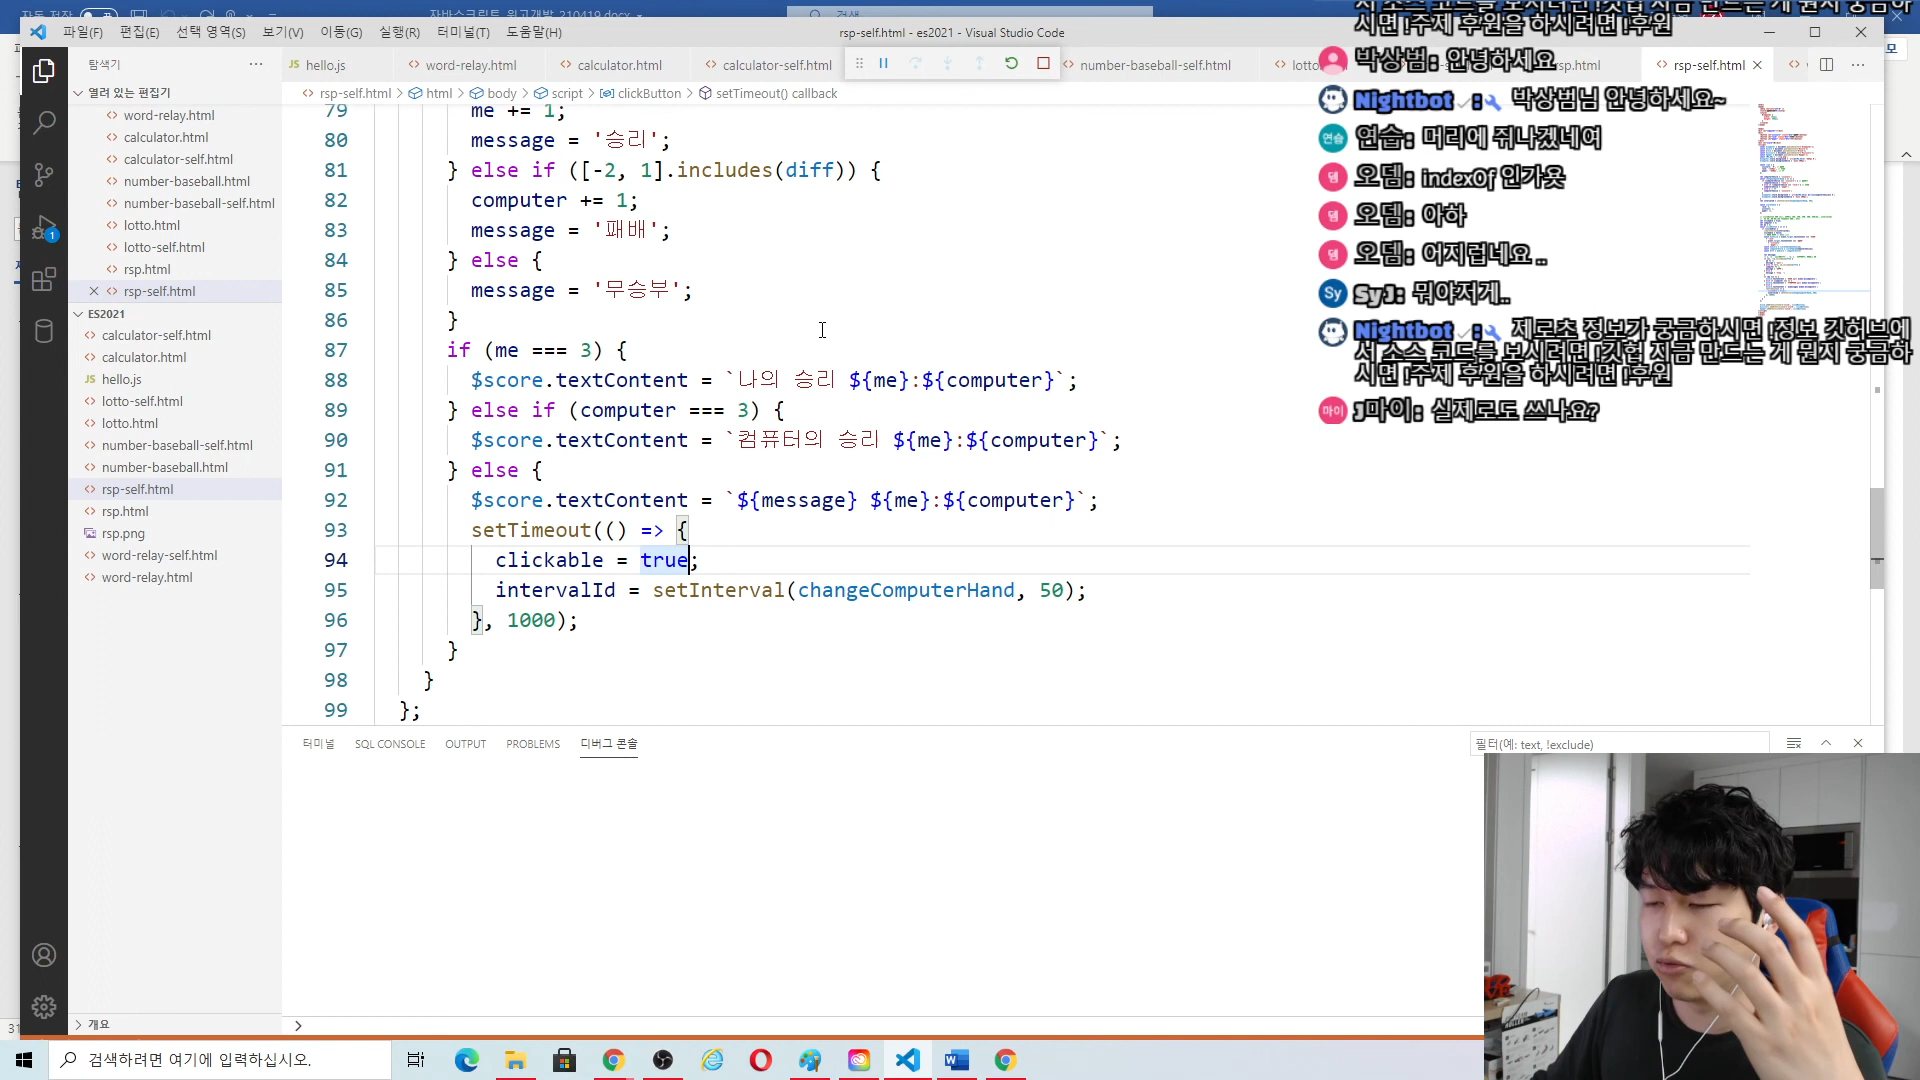 파일(F) 편집(E) 선택 영역(S) 보기(V) 이동(G) 실행(R) 터미널(T) 도움말(H)
rsp-self.html - es2021 - Visual Studio Code
탐색기
열려 있는 편집기
word-relay.html
calculator.html
calculator-self.html
number-baseball.html
number-baseball-self.html
lotto.html
lotto-self.html
rsp.html
rsp-self.html
ES2021
calculator-self.html
calculator.html
hello.js
lotto-self.html
lotto.html
number-baseball-self.html
number-baseball.html
rsp-self.html
rsp.html
rsp.png
word-relay-self.html
word-relay.html
개요
hello.js word-relay.html calculator.html calculator-self.html number-baseball-self.html rsp-self.html
rsp-self.html > html > body > script > clickButton > setTimeout() callback
79 me += 1;
80 message = '승리';
81 } else if ([-2, 1].includes(diff)) {
82 computer += 1;
83 message = '패배';
84 } else {
85 message = '무승부';
86 }
87 if (me === 3) {
88 $score.textContent = `나의 승리 ${me}:${computer}`;
89 } else if (computer === 3) {
90 $score.textContent = `컴퓨터의 승리 ${me}:${computer}`;
91 } else {
92 $score.textContent = `${message} ${me}:${computer}`;
93 setTimeout(() => {
94 clickable = true;
95 intervalId = setInterval(changeComputerHand, 50);
96 }, 1000);
97 }
98 }
99 };
터미널 SQL CONSOLE OUTPUT PROBLEMS 디버그 콘솔
필터(예: text, !exclude)
시면 !주제 후원을 하시려면 !후원
박상범: 안녕하세요
Nightbot : 박상범님 안녕하세요~
연습: 머리에 쥐나겠네여
오뎀: indexOf 인가욧
오뎀: 아하
오뎀: 어지럽네요..
SyJ: 뭐야저게..
Nightbot : 제로초 정보가 궁금하시면 !정보 깃허브에
서 소스 코드를 보시려면 !깃헙 지금 만드는 게 뭔지 궁금하
시면 !주제 후원을 하시려면 !후원
J마이: 실제로도 쓰나요?
검색하려면 여기에 입력하십시오.